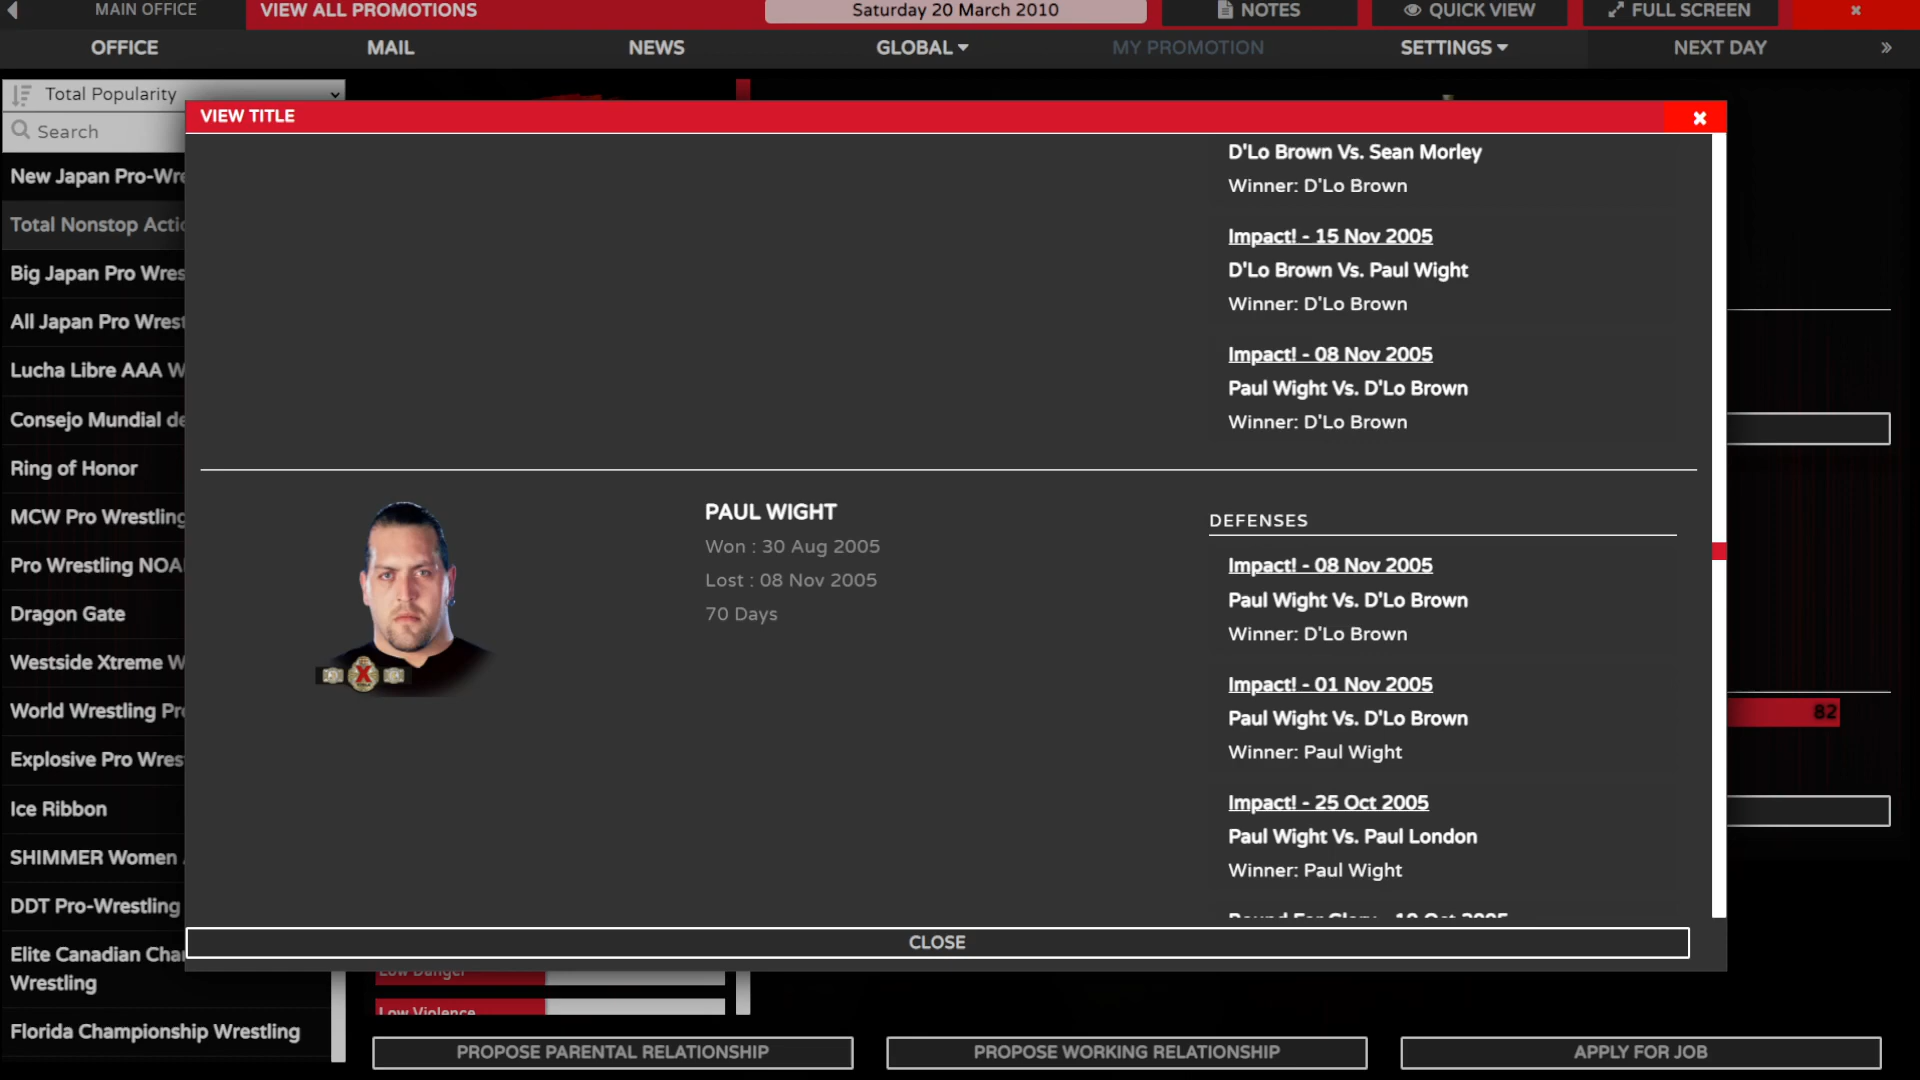 MAIN OFFICE
VIEW ALL PROMOTIONS
Saturday 20 March 2010
NOTES
QUICK VIEW
FULL SCREEN
OFFICE
MAIL
NEWS
GLOBAL
MY PROMOTION
SETTINGS
NEXT DAY
Total Popularity
Search
New Japan Pro-Wre
Total Nonstop Actio
Big Japan Pro Wres
All Japan Pro Wrest
Lucha Libre AAA W
Consejo Mundial de
Ring of Honor
MCW Pro Wrestling
Pro Wrestling NOA
Dragon Gate
Westside Xtreme W
World Wrestling Pr
Explosive Pro Wres
Ice Ribbon
SHIMMER Women
DDT Pro-Wrestling
Elite Canadian Cha
Wrestling
Florida Championship Wrestling
VIEW TITLE
D'Lo Brown Vs. Sean Morley
Winner: D'Lo Brown
Impact! - 15 Nov 2005
D'Lo Brown Vs. Paul Wight
Winner: D'Lo Brown
Impact! - 08 Nov 2005
Paul Wight Vs. D'Lo Brown
Winner: D'Lo Brown
PAUL WIGHT
Won : 30 Aug 2005
Lost : 08 Nov 2005
70 Days
DEFENSES
Impact! - 08 Nov 2005
Paul Wight Vs. D'Lo Brown
Winner: D'Lo Brown
Impact! - 01 Nov 2005
Paul Wight Vs. D'Lo Brown
Winner: Paul Wight
Impact! - 25 Oct 2005
Paul Wight Vs. Paul London
Winner: Paul Wight
CLOSE
82
Low Danger
Low Violence
PROPOSE PARENTAL RELATIONSHIP
PROPOSE WORKING RELATIONSHIP
APPLY FOR JOB